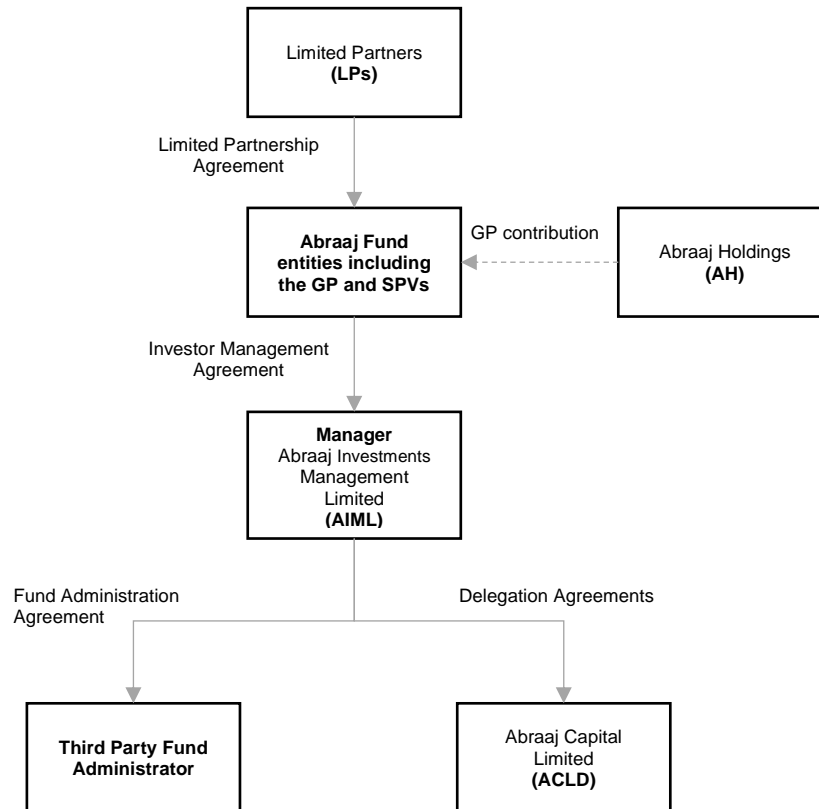 Limited Partners
(LPs)
Limited Partnership
Agreement
Abraaj Fund
entities including
the GP and SPVs
GP contribution
Abraaj Holdings
(AH)
Investor Management
Agreement
Manager
Abraaj Investments
Management
Limited
(AIML)
Fund Administration
Agreement
Delegation Agreements
Third Party Fund
Administrator
Abraaj Capital
Limited
(ACLD)